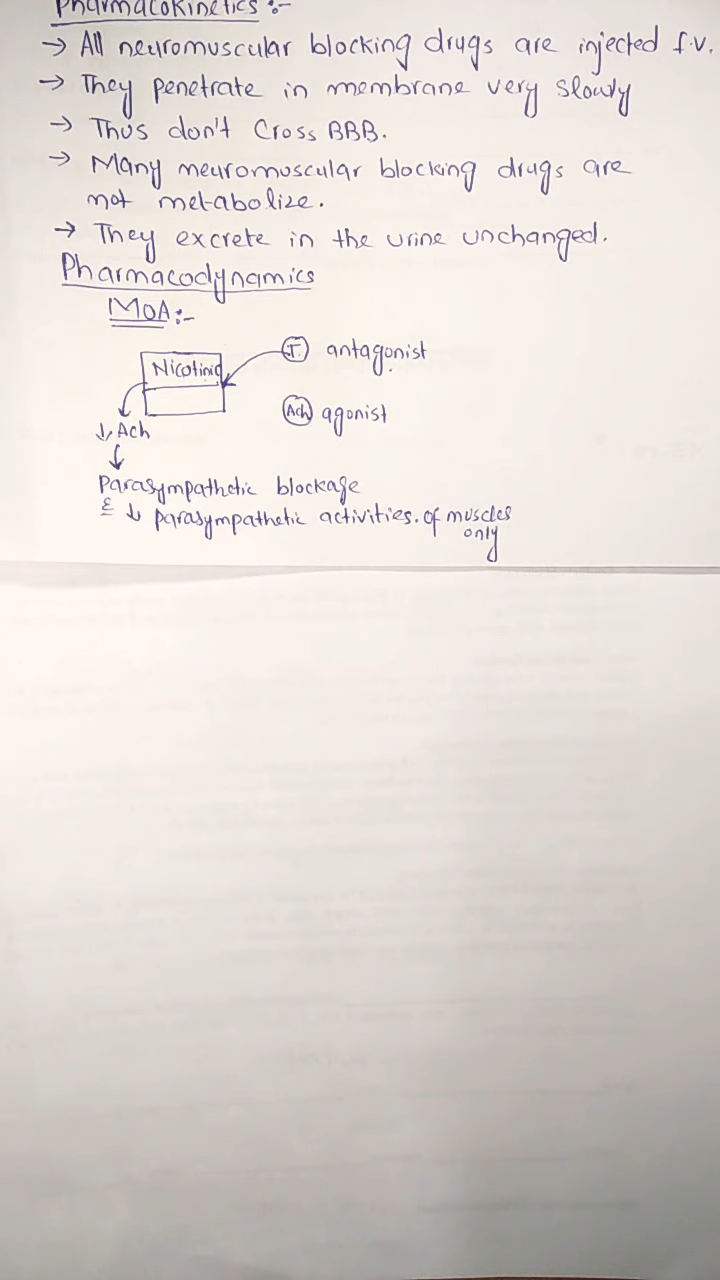 Pharmacokinetics :-
→ All neuromuscular blocking drugs are injected I.V.
→ They penetrate in membrane very slowly
→ Thus don't Cross BBB.
→ Many neuromuscular blocking drugs are
not metabolize.
→ They excrete in the urine unchanged.
Pharmacodynamics
MOA :-
T. antagonist
Nicotinic
Ach agonist
↓ Ach
↓
Parasympathetic blockage
& ↓ parasympathetic activities. of muscles
only